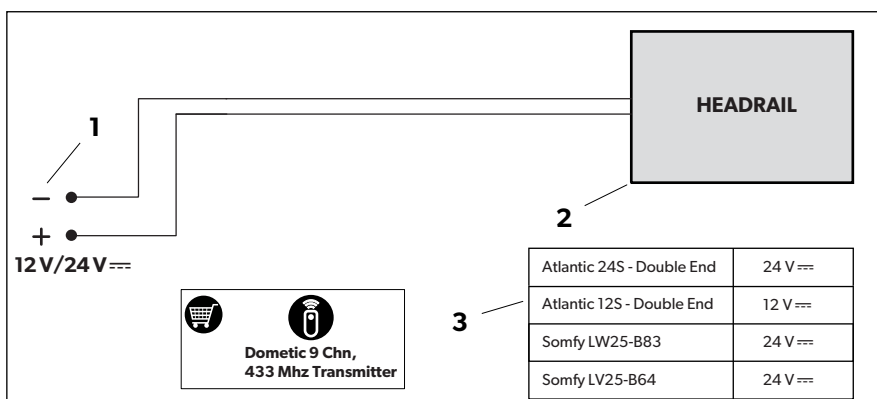 HEADRAIL
1
−
+
12 V/24 V⎓
2
3
Atlantic 24S - Double End 24 V⎓
Atlantic 12S - Double End 12 V⎓
Somfy LW25-B83 24 V⎓
Somfy LV25-B64 24 V⎓
Dometic 9 Chn,
433 Mhz Transmitter